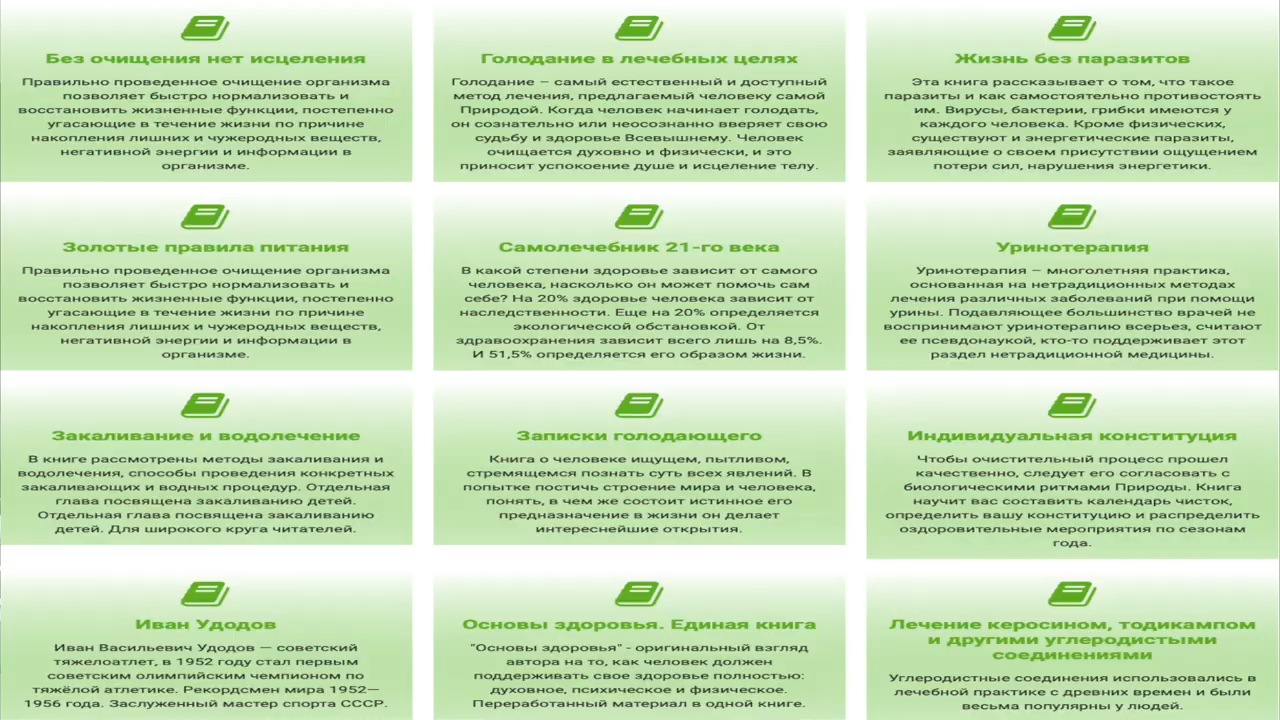 Без очищения нет исцеления
Правильно проведенное очищение организма
позволяет быстро нормализовать и
восстановить жизненные функции, постепенно
угасающие в течение жизни по причине
накопления лишних и чужеродных веществ,
негативной энергии и информации в
организме.
Голодание в лечебных целях
Голодание – самый естественный и доступный
метод лечения, предлагаемый человеку самой
Природой. Когда человек начинает голодать,
он сознательно или неосознанно вверяет свою
судьбу и здоровье Всевышнему. Человек
очищается духовно и физически, и это
приносит успокоение душе и исцеление телу.
Жизнь без паразитов
Эта книга рассказывает о том, что такое
паразиты и как самостоятельно противостоять
им. Вирусы, бактерии, грибки имеются у
каждого человека. Кроме физических,
существуют и энергетические паразиты,
заявляющие о своем присутствии ощущением
потери сил, нарушения энергетики.
Золотые правила питания
Правильно проведенное очищение организма
позволяет быстро нормализовать и
восстановить жизненные функции, постепенно
угасающие в течение жизни по причине
накопления лишних и чужеродных веществ,
негативной энергии и информации в
организме.
Самолечебник 21-го века
В какой степени здоровье зависит от самого
человека, насколько он может помочь сам
себе? На 20% здоровье человека зависит от
наследственности. Еще на 20% определяется
экологической обстановкой. От
здравоохранения зависит всего лишь на 8,5%.
И 51,5% определяется его образом жизни.
Уринотерапия
Уринотерапия – многолетняя практика,
основанная на нетрадиционных методах
лечения различных заболеваний при помощи
урины. Подавляющее большинство врачей не
воспринимают уринотерапию всерьез, считают
ее псевдонаукой, кто-то поддерживает этот
раздел нетрадиционной медицины.
Закаливание и водолечение
В книге рассмотрены методы закаливания и
водолечения, способы проведения конкретных
закаливающих и водных процедур. Отдельная
глава посвящена закаливанию детей.
Отдельная глава посвящена закаливанию
детей. Для широкого круга читателей.
Записки голодающего
Книга о человеке ищущем, пытливом,
стремящемся познать суть всех явлений. В
попытке постичь строение мира и человека,
понять, в чем же состоит истинное его
предназначение в жизни он делает
интереснейшие открытия.
Индивидуальная конституция
Чтобы очистительный процесс прошел
качественно, следует его согласовать с
биологическими ритмами Природы. Книга
научит вас составить календарь чисток,
определить вашу конституцию и распределить
оздоровительные мероприятия по сезонам
года.
Иван Удодов
Иван Васильевич Удодов — советский
тяжелоатлет, в 1952 году стал первым
советским олимпийским чемпионом по
тяжёлой атлетике. Рекордсмен мира 1952—
1956 года. Заслуженный мастер спорта СССР.
Основы здоровья. Единая книга
"Основы здоровья" - оригинальный взгляд
автора на то, как человек должен
поддерживать свое здоровье полностью:
духовное, психическое и физическое.
Переработанный материал в одной книге.
Лечение керосином, тодикампом
и другими углеродистыми
соединениями
Углеродистые соединения использовались в
лечебной практике с древних времен и были
весьма популярны у людей.